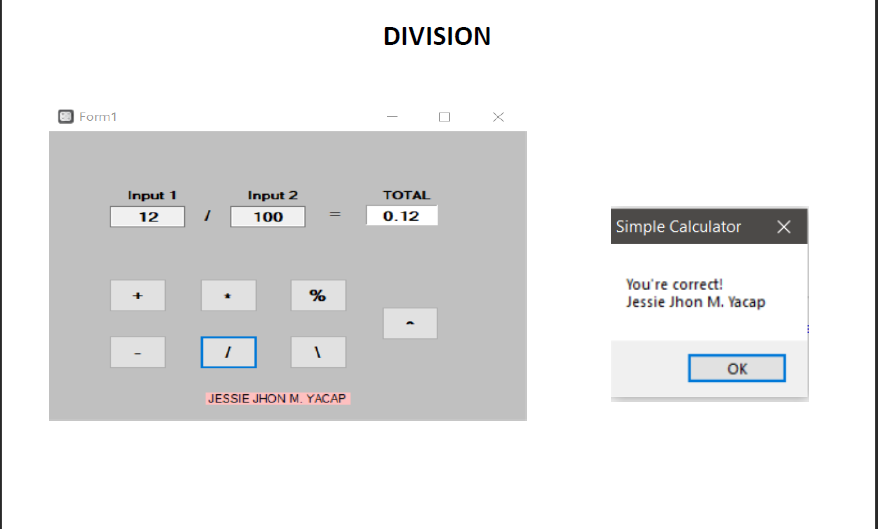 DIVISION
Form1
Input 1 Input 2 TOTAL
12 / 100 = 0.12
+ * % ^
- / \
JESSIE JHON M. YACAP
Simple Calculator
You're correct!
Jessie Jhon M. Yacap
OK